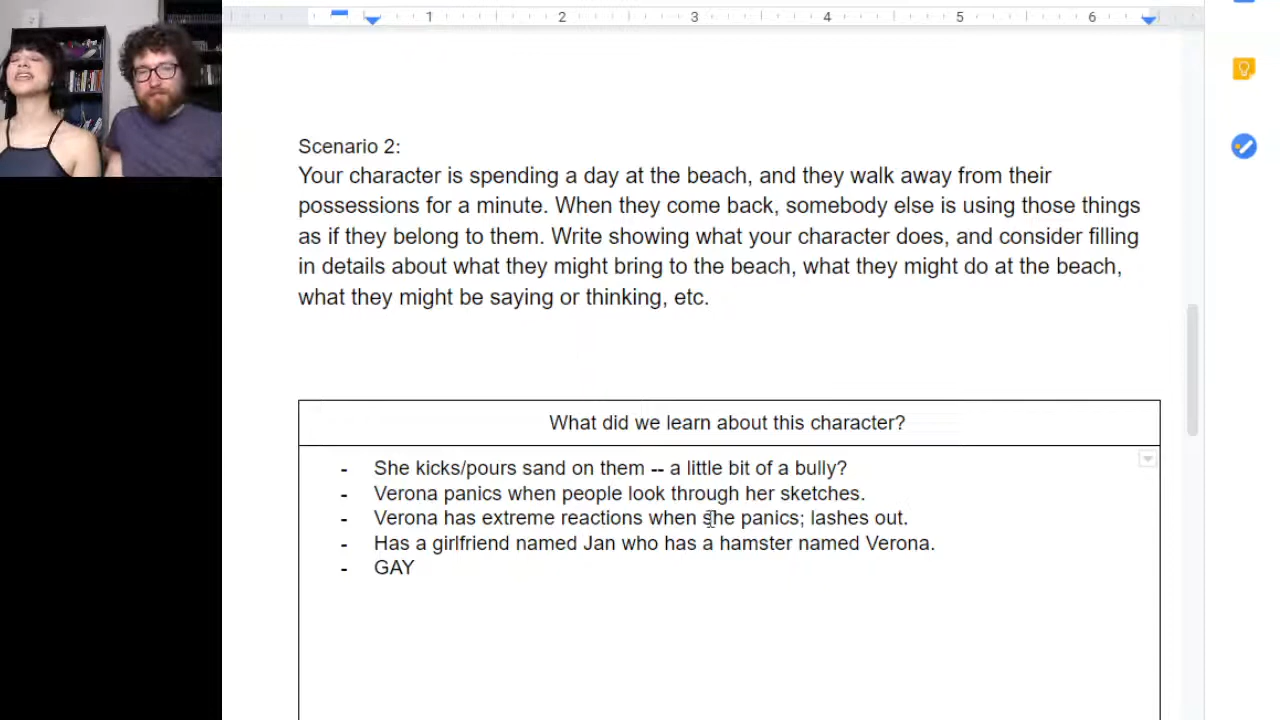 1 2 3 4 5 6
Scenario 2:
Your character is spending a day at the beach, and they walk away from their
possessions for a minute. When they come back, somebody else is using those things
as if they belong to them. Write showing what your character does, and consider filling
in details about what they might bring to the beach, what they might do at the beach,
what they might be saying or thinking, etc.
What did we learn about this character?
- She kicks/pours sand on them -- a little bit of a bully?
- Verona panics when people look through her sketches.
- Verona has extreme reactions when she panics; lashes out.
- Has a girlfriend named Jan who has a hamster named Verona.
- GAY